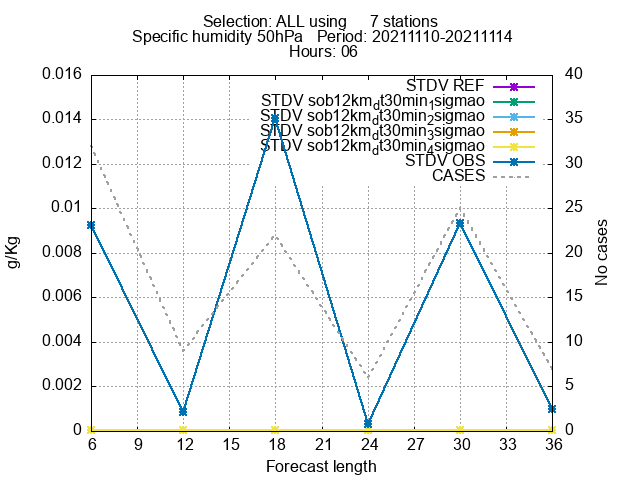 Selection: ALL using     7 stations
Specific humidity 50hPa   Period: 20211110-20211114
Hours: 06
STDV REF
STDV sob12km_dt30min_1sigmao
STDV sob12km_dt30min_2sigmao
STDV sob12km_dt30min_3sigmao
STDV sob12km_dt30min_4sigmao
STDV OBS
CASES
0.016
0.014
0.012
0.01
0.008
0.006
0.004
0.002
0
g/Kg
40
35
30
25
20
15
10
5
0
No cases
6 9 12 15 18 21 24 27 30 33 36
Forecast length